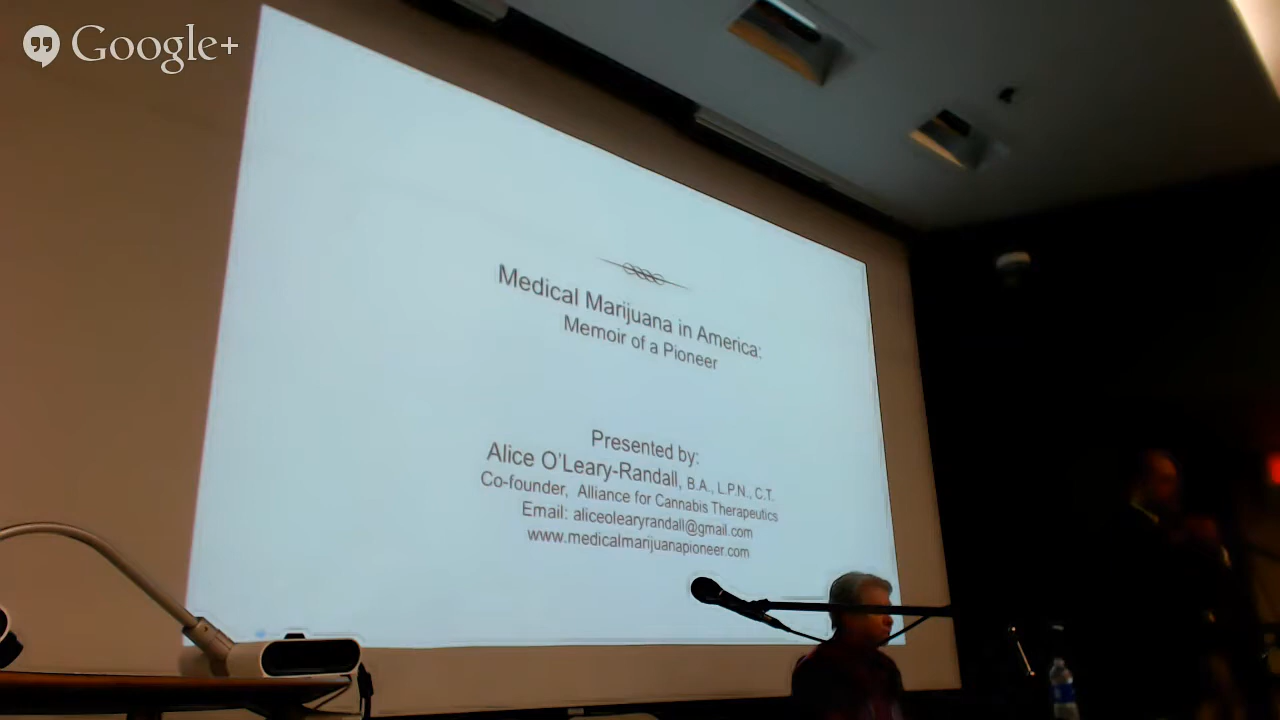 Google+
Medical Marijuana in America:
Memoir of a Pioneer
Presented by:
Alice O'Leary-Randall, B.A., L.P.N., C.T.
Co-founder, Alliance for Cannabis Therapeutics
Email: aliceolearyrandall@gmail.com
www.medicalmarijuanapioneer.com